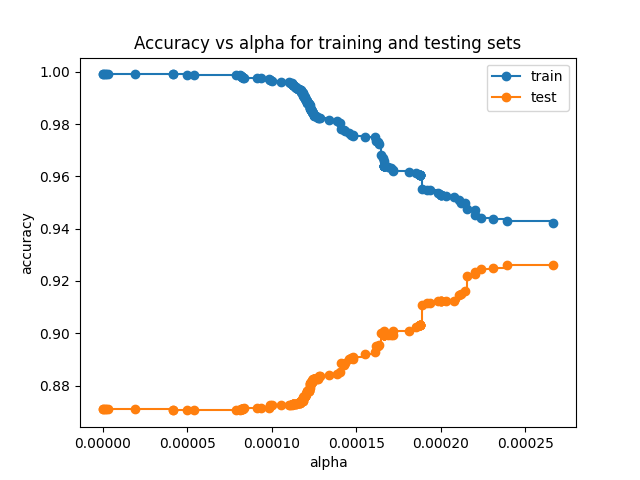 Accuracy vs alpha for training and testing sets
train
test
1.00
0.98
0.96
0.94
0.92
0.90
0.88
accuracy
0.00000
0.00005
0.00010
0.00015
0.00020
0.00025
alpha